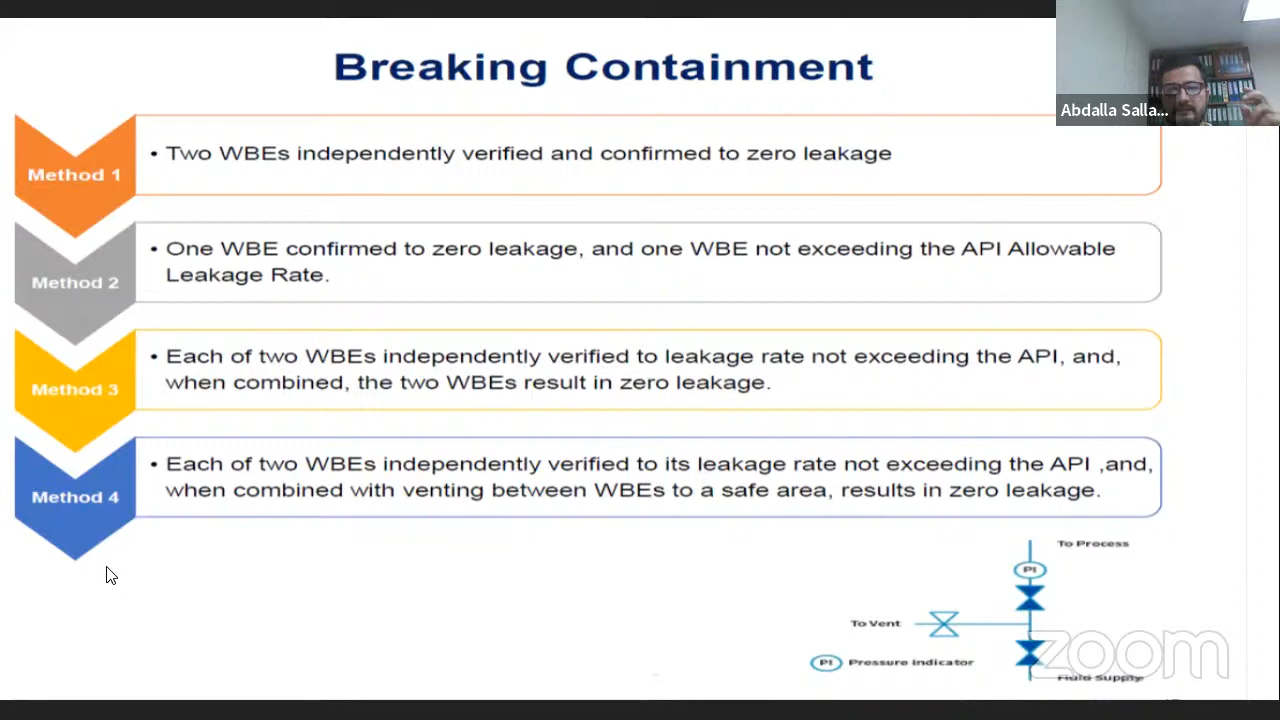 Breaking Containment
Abdalla Salla...
Method 1
• Two WBEs independently verified and confirmed to zero leakage
Method 2
• One WBE confirmed to zero leakage, and one WBE not exceeding the API Allowable
Leakage Rate.
Method 3
• Each of two WBEs independently verified to leakage rate not exceeding the API, and,
when combined, the two WBEs result in zero leakage.
Method 4
• Each of two WBEs independently verified to its leakage rate not exceeding the API ,and,
when combined with venting between WBEs to a safe area, results in zero leakage.
To Process
PI
To Vent
PI Pressure Indicator
Fluid Supply
zoom